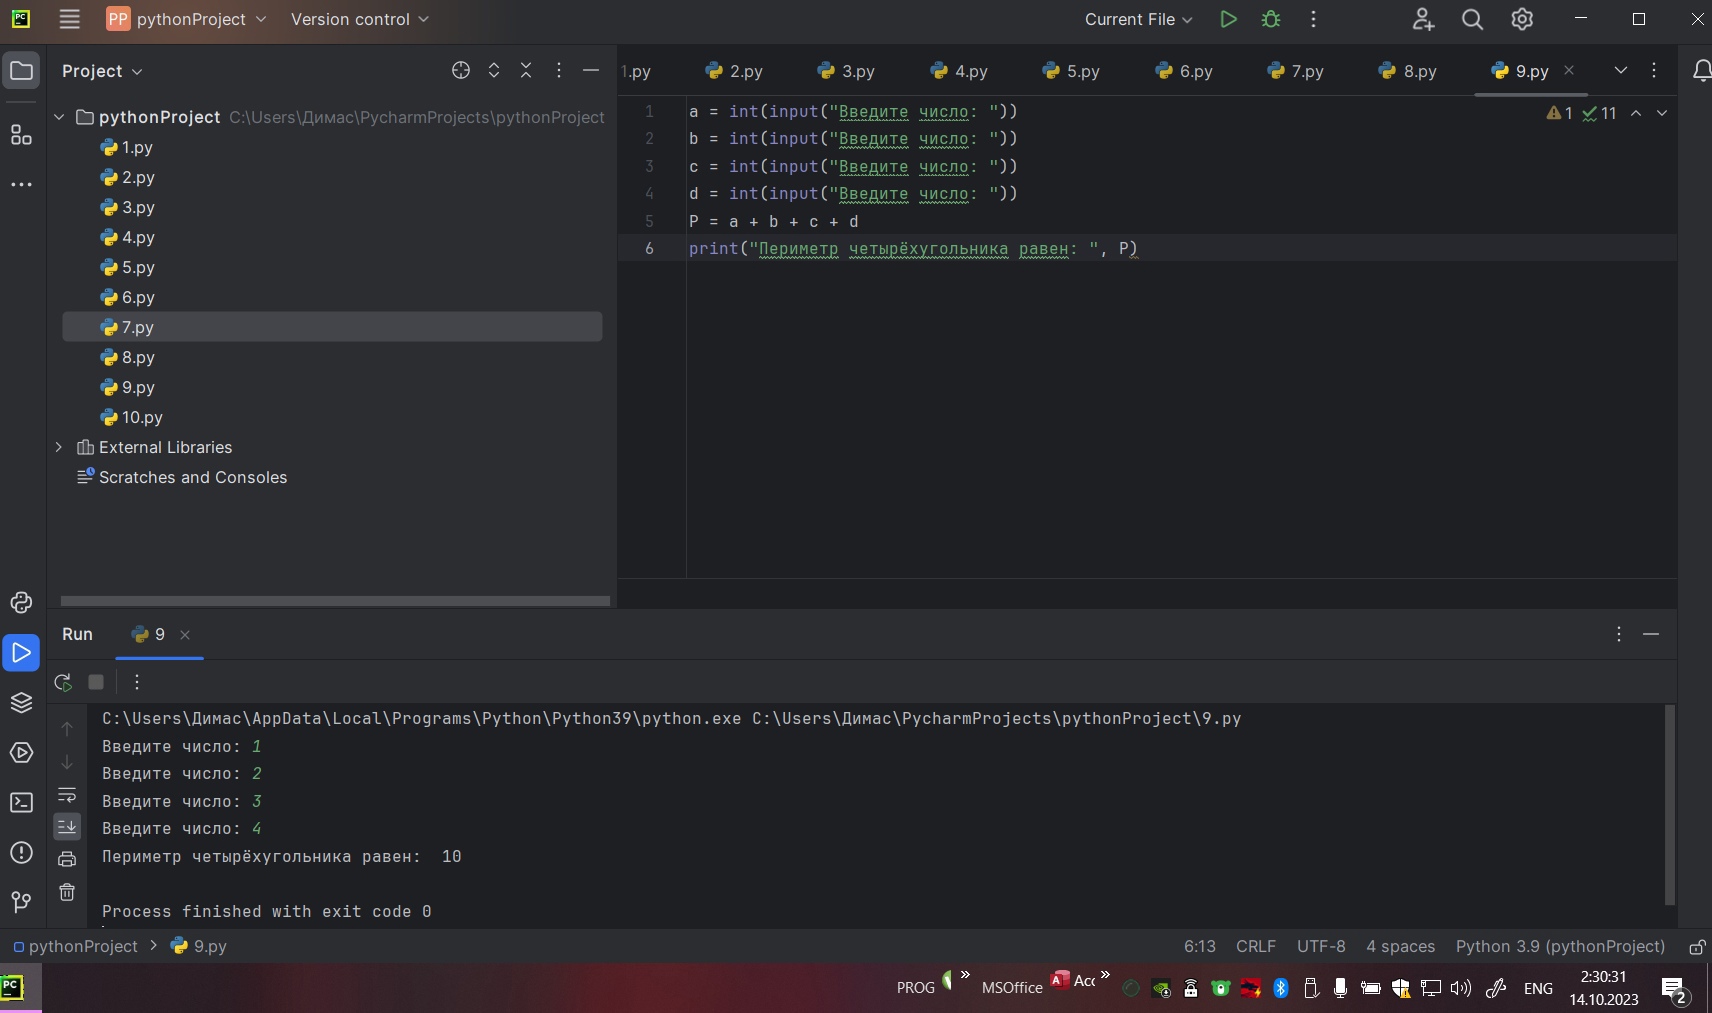 PC PP pythonProject Version control Current File
Project
1.py 2.py 3.py 4.py 5.py 6.py 7.py 8.py 9.py
pythonProject C:\Users\Димас\PycharmProjects\pythonProject
1.py
2.py
3.py
4.py
5.py
6.py
7.py
8.py
9.py
10.py
External Libraries
Scratches and Consoles
1 a = int(input("Введите число: "))
2 b = int(input("Введите число: "))
3 c = int(input("Введите число: "))
4 d = int(input("Введите число: "))
5 P = a + b + c + d
6 print("Периметр четырёхугольника равен: ", P)
1 11
Run 9
C:\Users\Димас\AppData\Local\Programs\Python\Python39\python.exe C:\Users\Димас\PycharmProjects\pythonProject\9.py
Введите число: 1
Введите число: 2
Введите число: 3
Введите число: 4
Периметр четырёхугольника равен:  10
Process finished with exit code 0
pythonProject > 9.py 6:13 CRLF UTF-8 4 spaces Python 3.9 (pythonProject)
PC PROG » MSOffice A Acc » ENG 2:30:31
14.10.2023 2